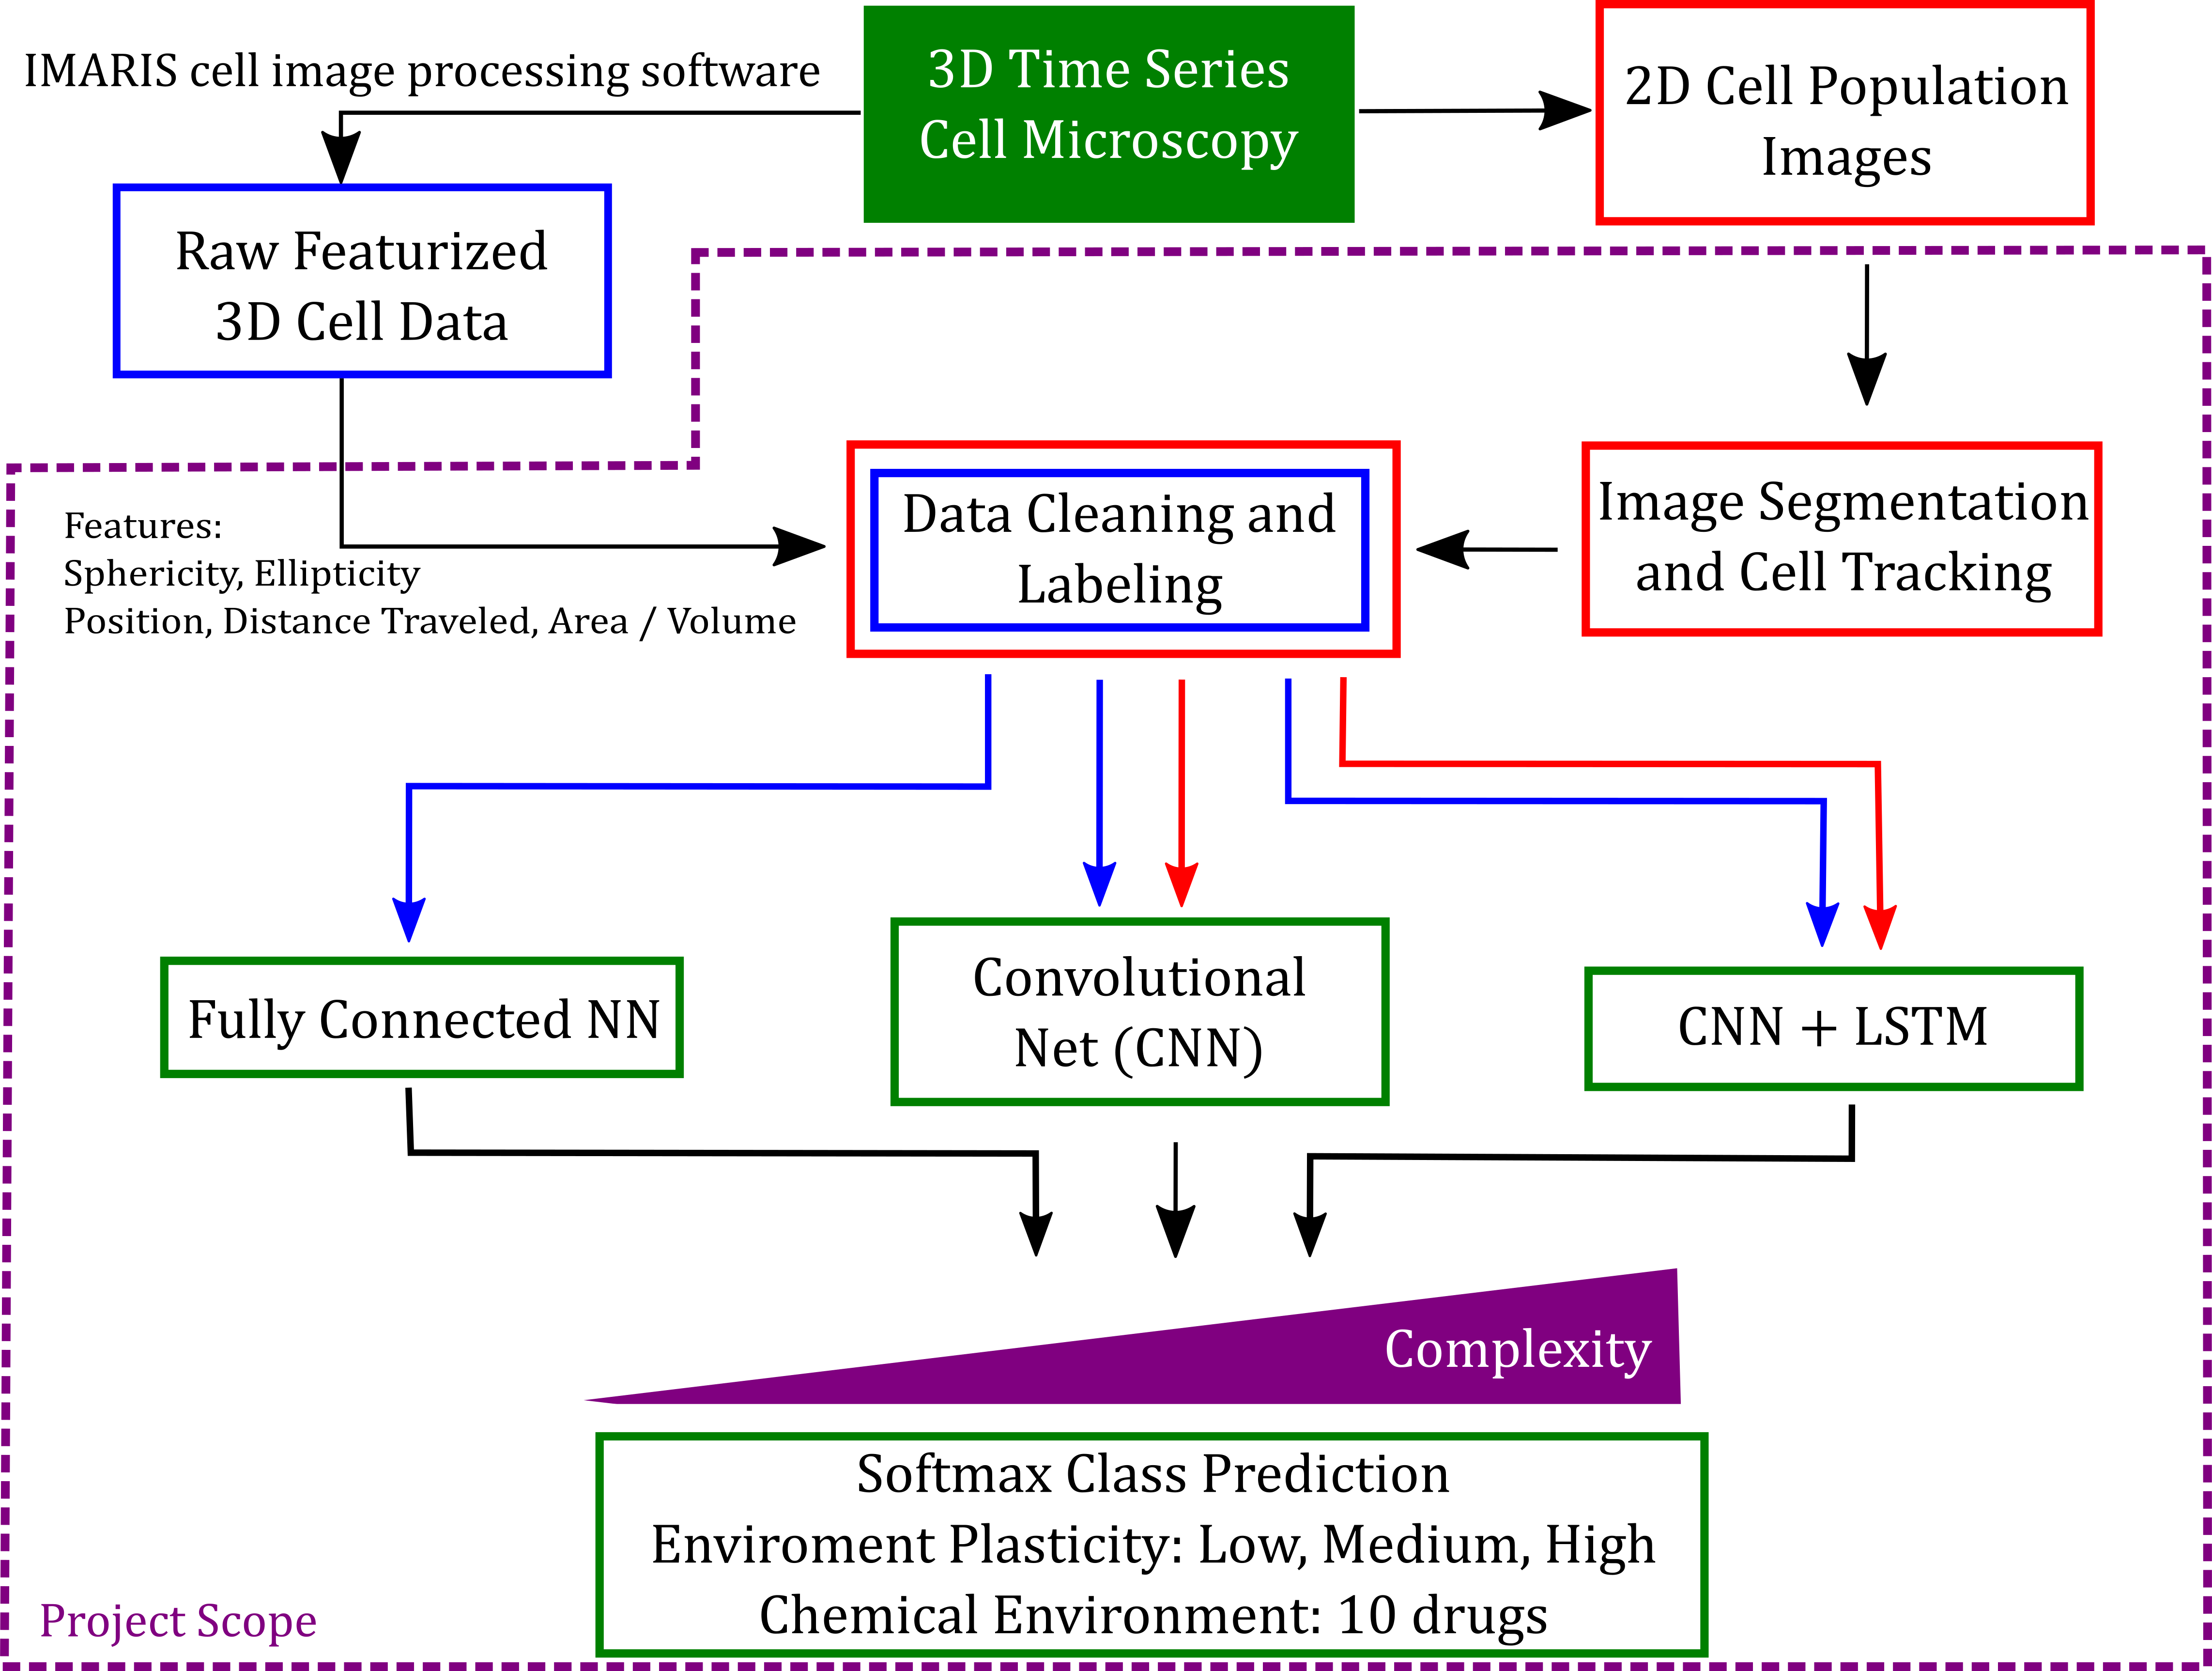 IMARIS cell image processing software
3D Time Series
Cell Microscopy
2D Cell Population
Images
Raw Featurized
3D Cell Data
Features:
Sphericity, Ellipticity
Position, Distance Traveled, Area / Volume
Data Cleaning and
Labeling
Image Segmentation
and Cell Tracking
Fully Connected NN
Convolutional
Net (CNN)
CNN + LSTM
Complexity
Softmax Class Prediction
Enviroment Plasticity: Low, Medium, High
Chemical Environment: 10 drugs
Project Scope